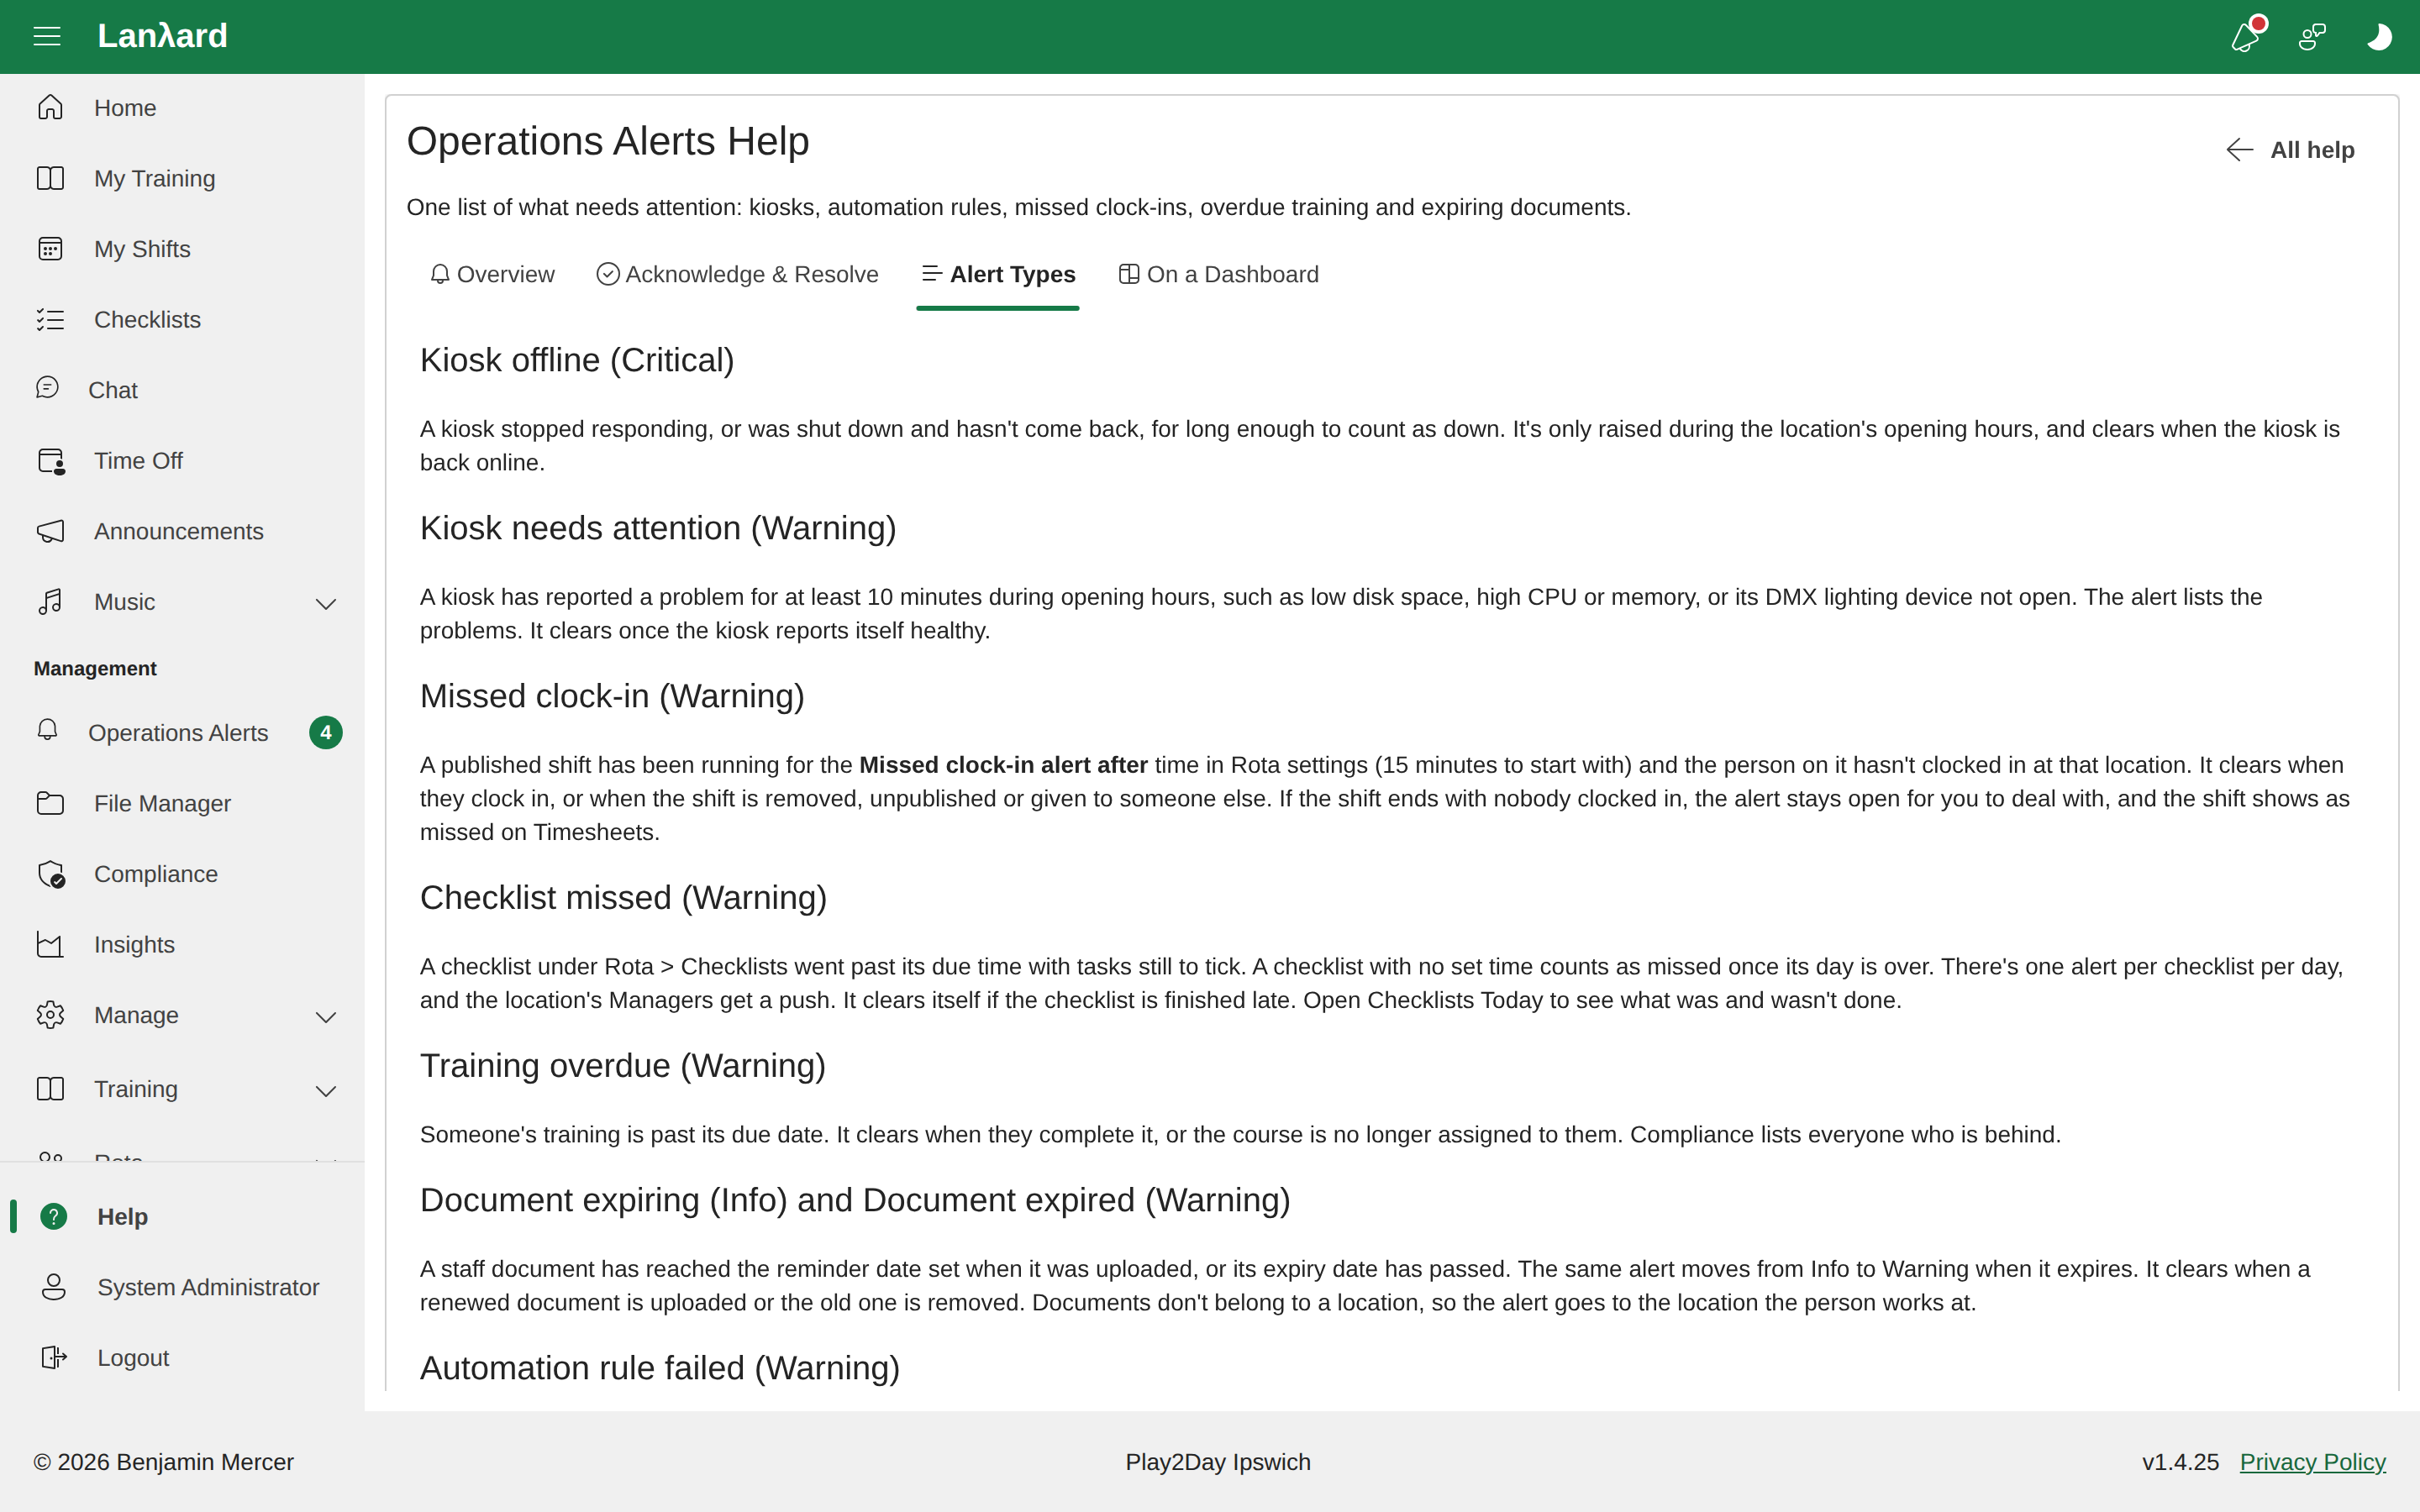 Lanλard
Home
My Training
My Shifts
Checklists
Chat
Time Off
Announcements
Music
Management
Operations Alerts 4
File Manager
Compliance
Insights
Manage
Training
Rota
Help
System Administrator
Logout
Operations Alerts Help
All help
One list of what needs attention: kiosks, automation rules, missed clock-ins, overdue training and expiring documents.
Overview Acknowledge & Resolve Alert Types On a Dashboard
Kiosk offline (Critical)
A kiosk stopped responding, or was shut down and hasn't come back, for long enough to count as down. It's only raised during the location's opening hours, and clears when the kiosk is
back online.
Kiosk needs attention (Warning)
A kiosk has reported a problem for at least 10 minutes during opening hours, such as low disk space, high CPU or memory, or its DMX lighting device not open. The alert lists the
problems. It clears once the kiosk reports itself healthy.
Missed clock-in (Warning)
A published shift has been running for the Missed clock-in alert after time in Rota settings (15 minutes to start with) and the person on it hasn't clocked in at that location. It clears when
they clock in, or when the shift is removed, unpublished or given to someone else. If the shift ends with nobody clocked in, the alert stays open for you to deal with, and the shift shows as
missed on Timesheets.
Checklist missed (Warning)
A checklist under Rota > Checklists went past its due time with tasks still to tick. A checklist with no set time counts as missed once its day is over. There's one alert per checklist per day,
and the location's Managers get a push. It clears itself if the checklist is finished late. Open Checklists Today to see what was and wasn't done.
Training overdue (Warning)
Someone's training is past its due date. It clears when they complete it, or the course is no longer assigned to them. Compliance lists everyone who is behind.
Document expiring (Info) and Document expired (Warning)
A staff document has reached the reminder date set when it was uploaded, or its expiry date has passed. The same alert moves from Info to Warning when it expires. It clears when a
renewed document is uploaded or the old one is removed. Documents don't belong to a location, so the alert goes to the location the person works at.
Automation rule failed (Warning)
© 2026 Benjamin Mercer
Play2Day Ipswich
v1.4.25 Privacy Policy